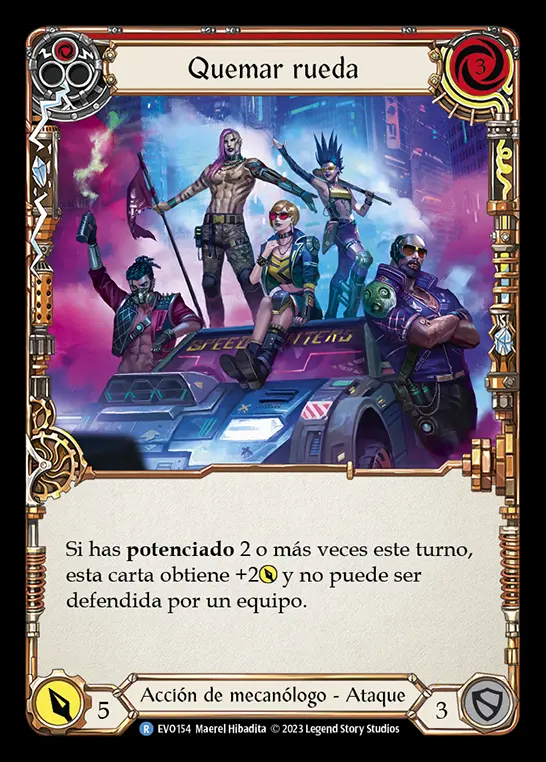 Quemar rueda
3
Si has potenciado 2 o más veces este turno,
esta carta obtiene +2 y no puede ser
defendida por un equipo.
5
Acción de mecanólogo - Ataque
3
R EVO154 Maerel Hibadita © 2023 Legend Story Studios